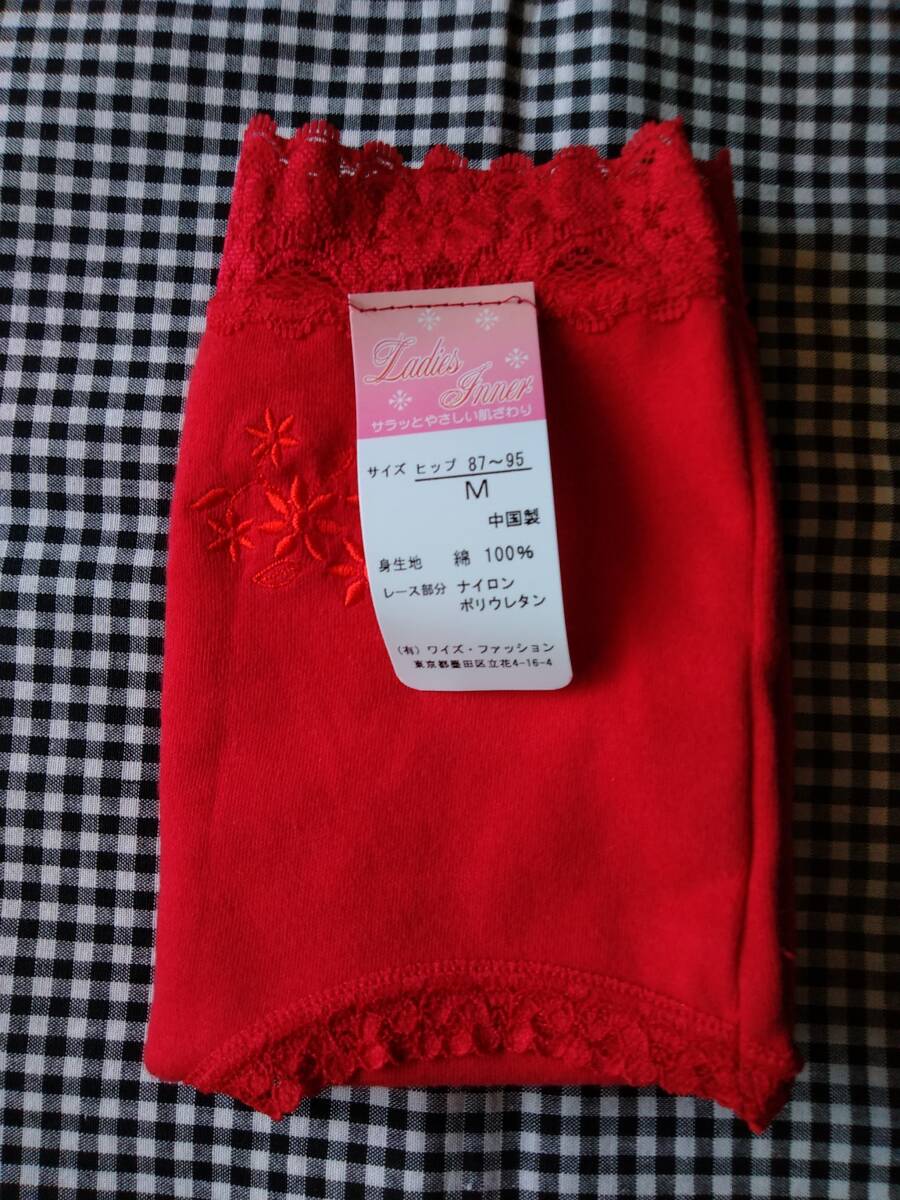 Ladies
Inner
サラッとやさしい肌ざわり
サイズ ヒップ 87～95
M
中国製
身生地 綿 100%
レース部分 ナイロン
ポリウレタン
(有) ワイズ・ファッション
東京都墨田区立花4-16-4